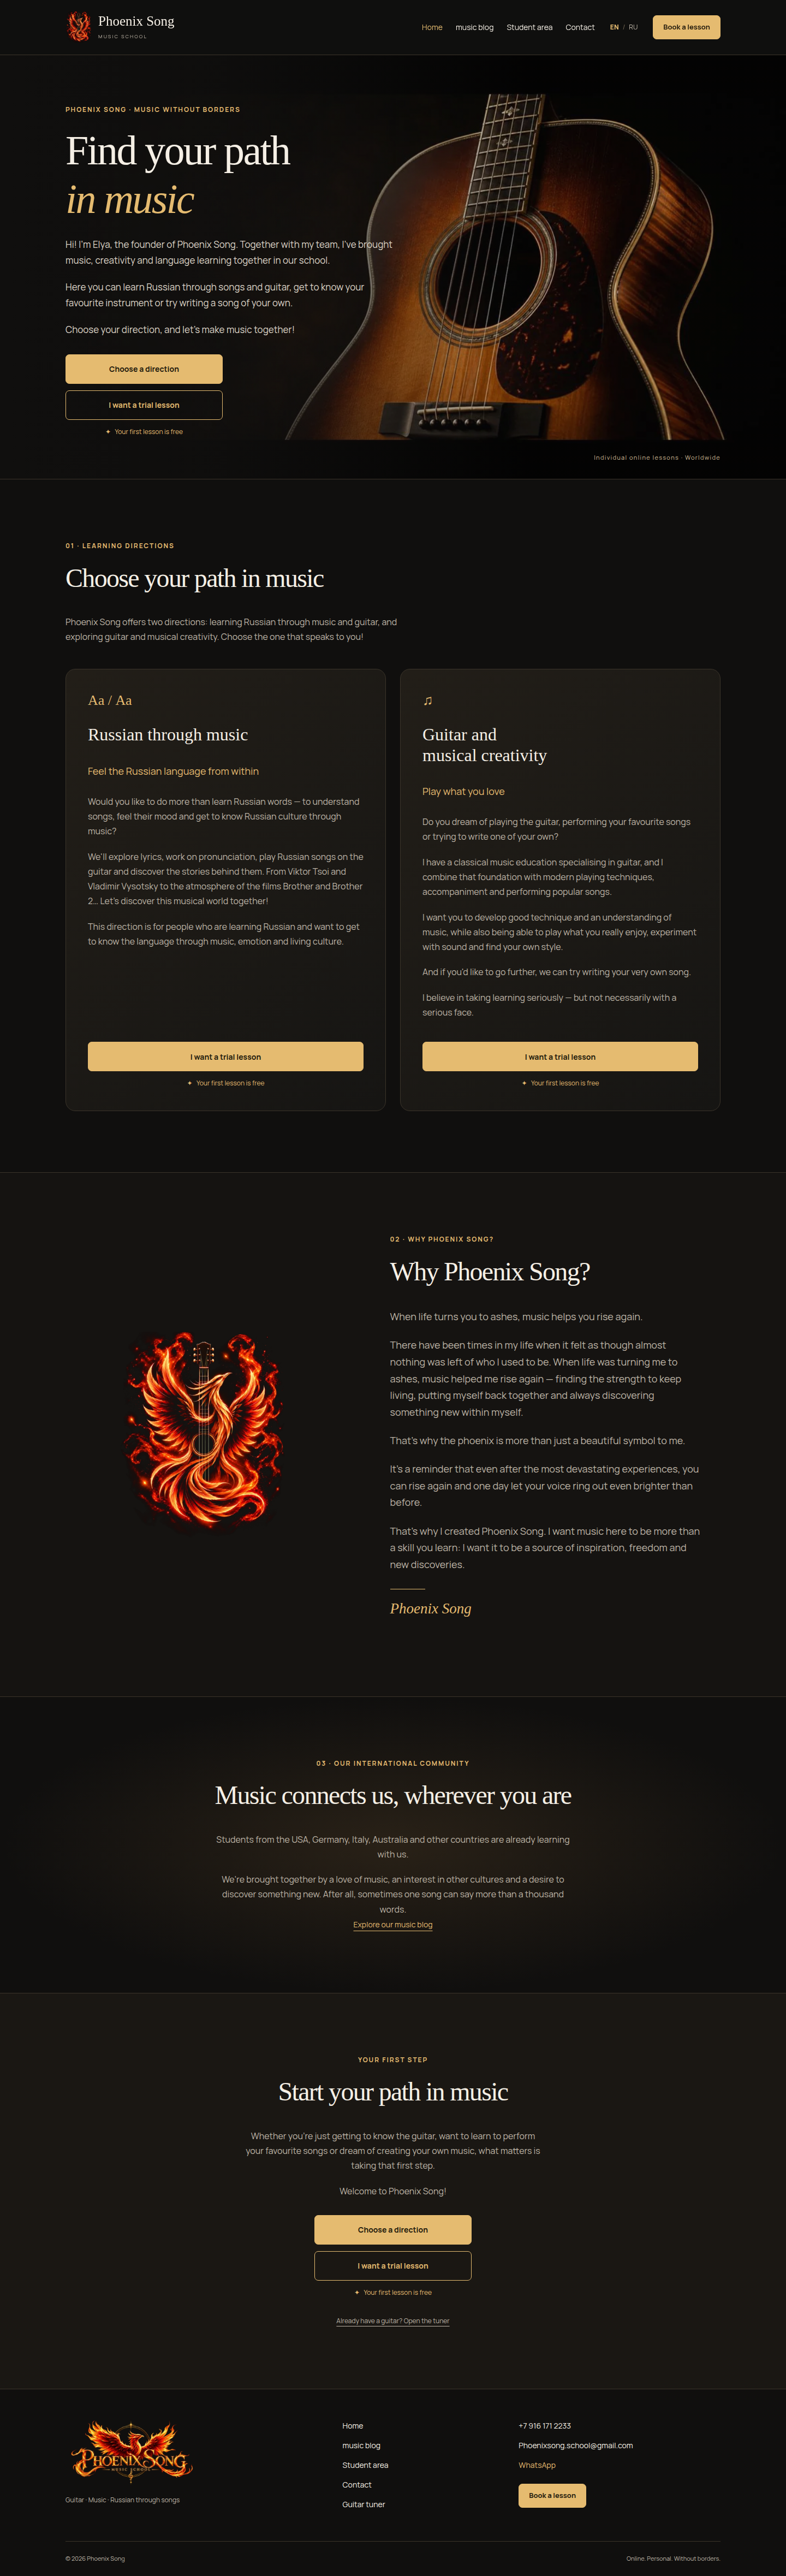 Phoenix Song
MUSIC SCHOOL
Home
music blog
Student area
Contact
EN / RU
Book a lesson
PHOENIX SONG · MUSIC WITHOUT BORDERS
Find your path
in music
Hi! I'm Elya, the founder of Phoenix Song. Together with my team, I've brought
music, creativity and language learning together in our school.
Here you can learn Russian through songs and guitar, get to know your
favourite instrument or try writing a song of your own.
Choose your direction, and let's make music together!
Choose a direction
I want a trial lesson
✦ Your first lesson is free
Individual online lessons · Worldwide
01 · LEARNING DIRECTIONS
Choose your path in music
Phoenix Song offers two directions: learning Russian through music and guitar, and
exploring guitar and musical creativity. Choose the one that speaks to you!
Aa / Aa
Russian through music
Feel the Russian language from within
Would you like to do more than learn Russian words — to understand
songs, feel their mood and get to know Russian culture through
music?
We'll explore lyrics, work on pronunciation, play Russian songs on the
guitar and discover the stories behind them. From Viktor Tsoi and
Vladimir Vysotsky to the atmosphere of the films Brother and Brother
2... Let's discover this musical world together!
This direction is for people who are learning Russian and want to get
to know the language through music, emotion and living culture.
I want a trial lesson
✦ Your first lesson is free
♫
Guitar and
musical creativity
Play what you love
Do you dream of playing the guitar, performing your favourite songs
or trying to write one of your own?
I have a classical music education specialising in guitar, and I
combine that foundation with modern playing techniques,
accompaniment and performing popular songs.
I want you to develop good technique and an understanding of
music, while also being able to play what you really enjoy, experiment
with sound and find your own style.
And if you'd like to go further, we can try writing your very own song.
I believe in taking learning seriously — but not necessarily with a
serious face.
I want a trial lesson
✦ Your first lesson is free
02 · WHY PHOENIX SONG?
Why Phoenix Song?
When life turns you to ashes, music helps you rise again.
There have been times in my life when it felt as though almost
nothing was left of who I used to be. When life was turning me to
ashes, music helped me rise again — finding the strength to keep
living, putting myself back together and always discovering
something new within myself.
That's why the phoenix is more than just a beautiful symbol to me.
It's a reminder that even after the most devastating experiences, you
can rise again and one day let your voice ring out even brighter than
before.
That's why I created Phoenix Song. I want music here to be more than
a skill you learn: I want it to be a source of inspiration, freedom and
new discoveries.
Phoenix Song
03 · OUR INTERNATIONAL COMMUNITY
Music connects us, wherever you are
Students from the USA, Germany, Italy, Australia and other countries are already learning
with us.
We're brought together by a love of music, an interest in other cultures and a desire to
discover something new. After all, sometimes one song can say more than a thousand
words.
Explore our music blog
YOUR FIRST STEP
Start your path in music
Whether you're just getting to know the guitar, want to learn to perform
your favourite songs or dream of creating your own music, what matters is
taking that first step.
Welcome to Phoenix Song!
Choose a direction
I want a trial lesson
✦ Your first lesson is free
Already have a guitar? Open the tuner
PHOENIX SONG
MUSIC SCHOOL
Guitar · Music · Russian through songs
Home
music blog
Student area
Contact
Guitar tuner
+7 916 171 2233
Phoenixsong.school@gmail.com
WhatsApp
Book a lesson
© 2026 Phoenix Song
Online. Personal. Without borders.